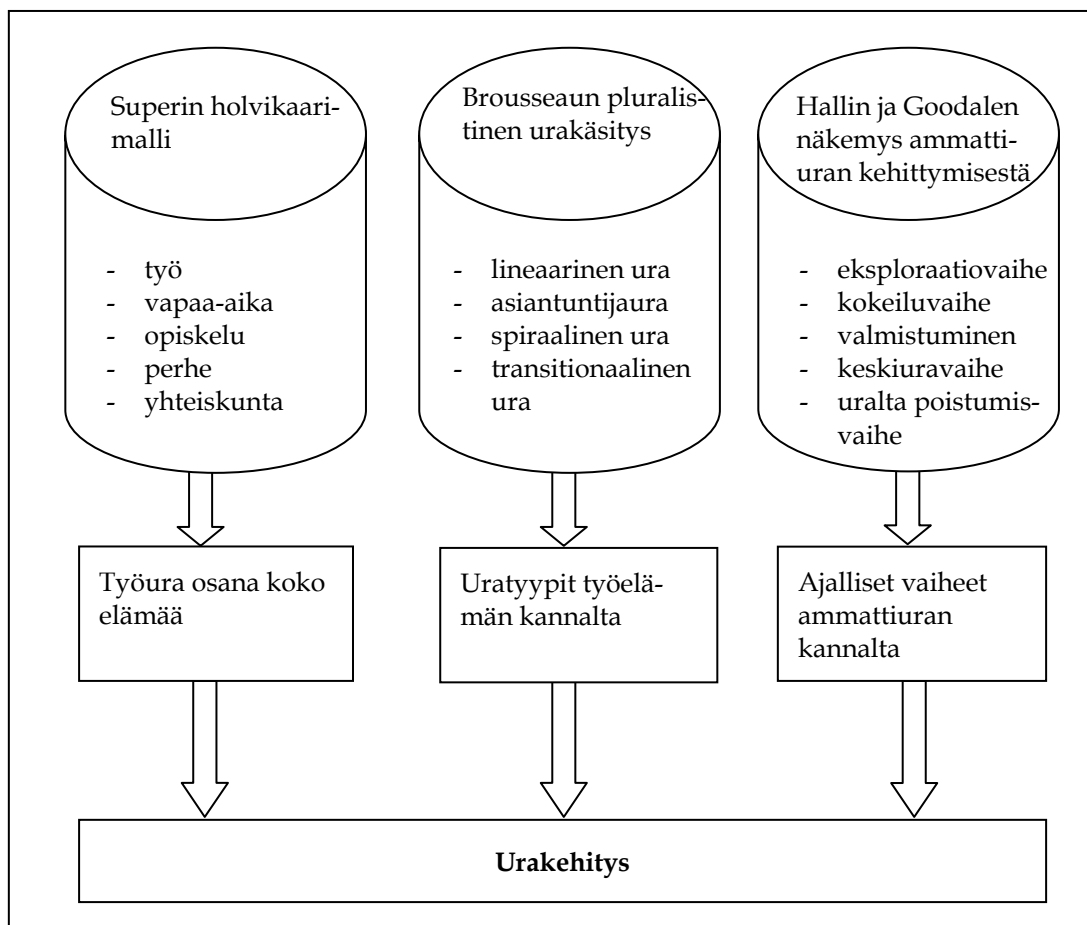 Superin holvikaari-
malli
- työ
- vapaa-aika
- opiskelu
- perhe
- yhteiskunta
Työura osana koko
elämää
Brousseaun pluralis-
tinen urakäsitys
- lineaarinen ura
- asiantuntijaura
- spiraalinen ura
- transitionaalinen
ura
Uratyypit työelä-
män kannalta
Hallin ja Goodalen
näkemys ammatti-
uran kehittymisestä
- eksploraatiovaihe
- kokeiluvaihe
- valmistuminen
- keskiuravaihe
- uralta poistumis-
vaihe
Ajalliset vaiheet
ammattiuran
kannalta
Urakehitys